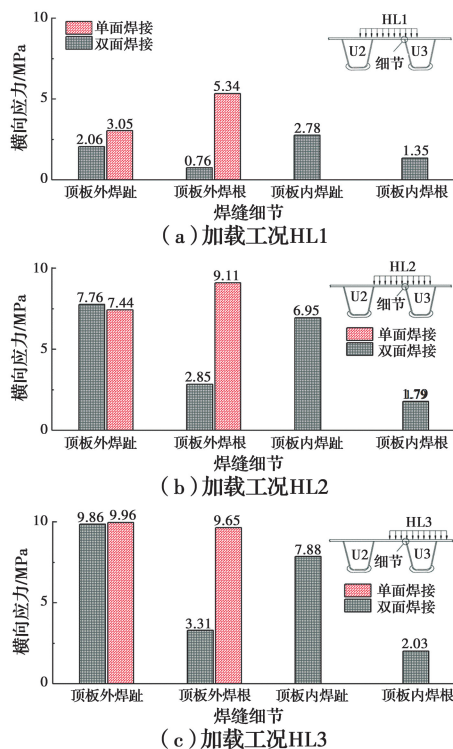 10
5
0
横向应力/MPa
单面焊接
双面焊接
HL1
U2
U3
细节
2.06
3.05
0.76
5.34
2.78
1.35
顶板外焊趾 顶板外焊根 顶板内焊趾 顶板内焊根
焊缝细节
(a)加载工况HL1
10
5
0
横向应力/MPa
HL2
U2
U3
细节
单面焊接
双面焊接
7.76
7.44
2.85
9.11
6.95
1.79
顶板外焊趾 顶板外焊根 顶板内焊趾 顶板内焊根
焊缝细节
(b)加载工况HL2
10
5
0
横向应力/MPa
HL3
U2
U3
细节
单面焊接
双面焊接
9.86
9.96
3.31
9.65
7.88
2.03
顶板外焊趾 顶板外焊根 顶板内焊趾 顶板内焊根
焊缝细节
(c)加载工况HL3